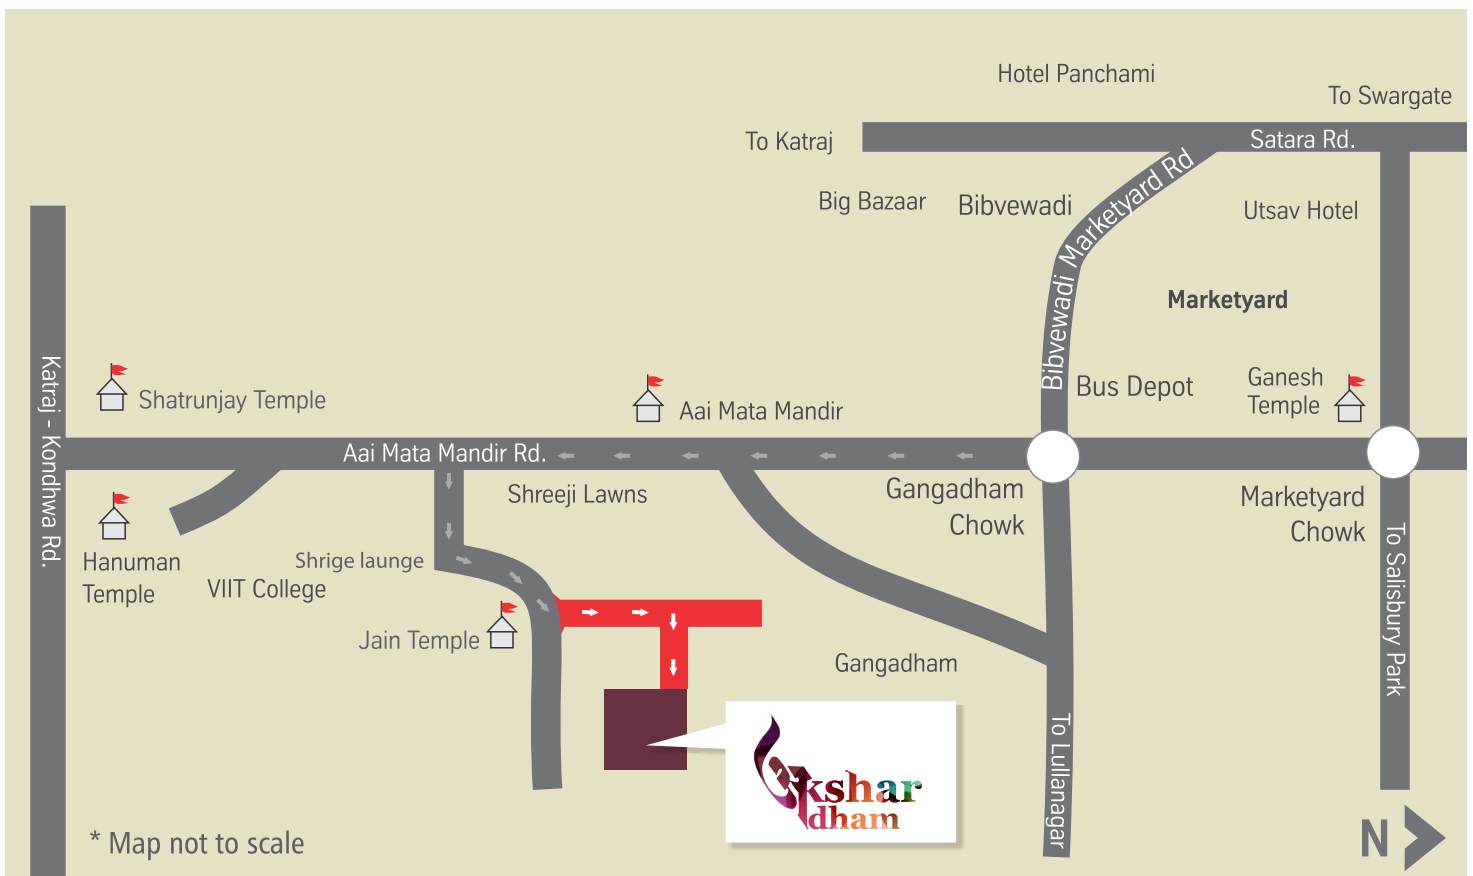 Hotel Panchami
To Swargate
To Katraj
Satara Rd.
Big Bazaar
Bibvewadi
Bibvewadi Marketyard Rd
Utsav Hotel
Marketyard
Katraj - Kondhwa Rd.
Shatrunjay Temple
Aai Mata Mandir
Bus Depot
Ganesh
Temple
Aai Mata Mandir Rd.
Shreeji Lawns
Gangadham
Chowk
Marketyard
Chowk
Hanuman
Temple
VIIT College
Shrige launge
Jain Temple
Gangadham
To Salisbury Park
To Lullanagar
akshar
dham
* Map not to scale
N